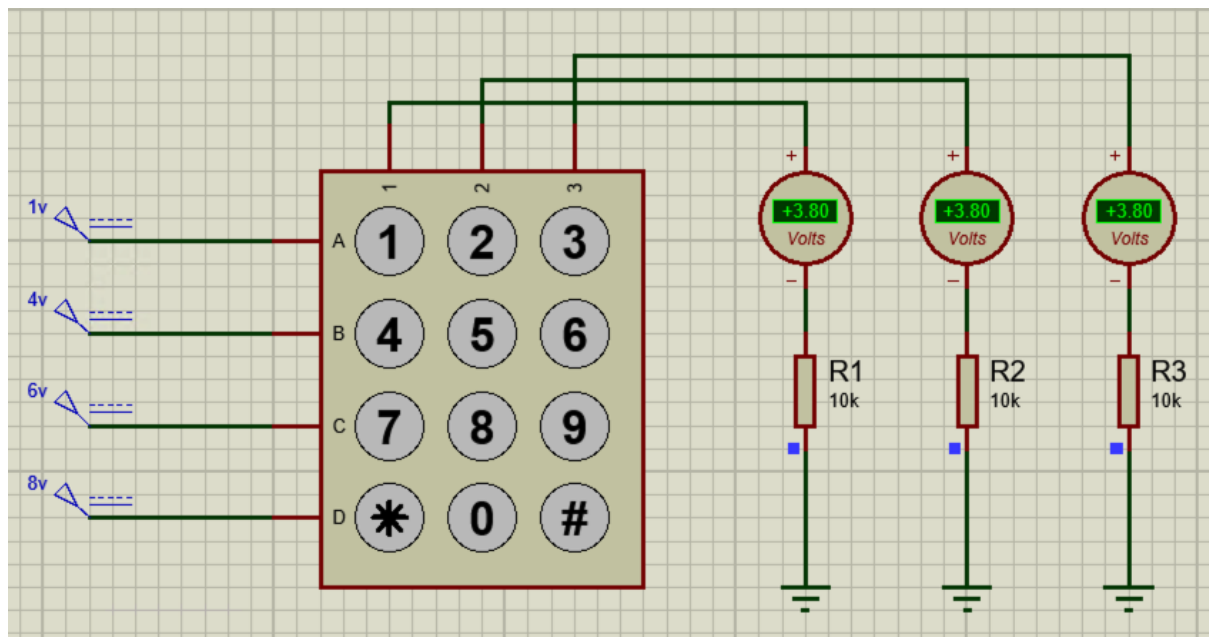 1 2 3
1v
A 1 2 3
4v
B 4 5 6
6v
C 7 8 9
8v
D * 0 #
+ + +
+3.80 +3.80 +3.80
Volts Volts Volts
− − −
R1 R2 R3
10k 10k 10k